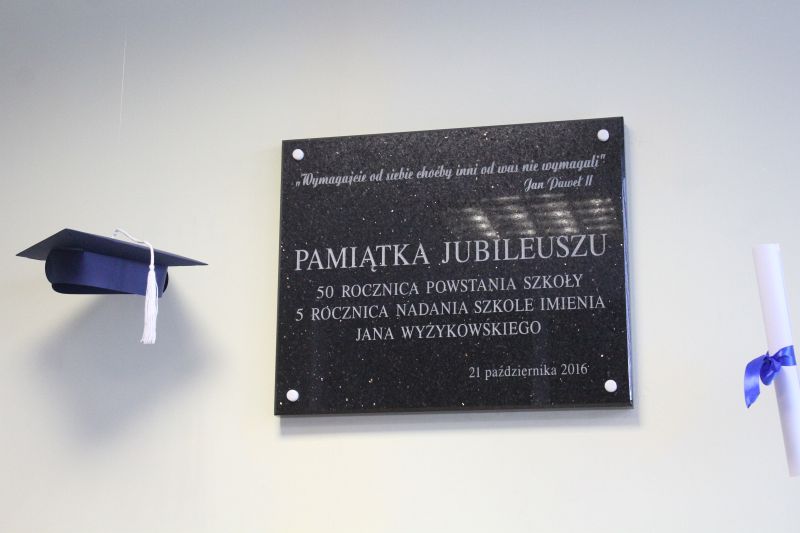 „Wymagajcie od siebie choćby inni od was nie wymagali"
Jan Paweł II
PAMIĄTKA JUBILEUSZU
50 ROCZNICA POWSTANIA SZKOŁY
5 ROCZNICA NADANIA SZKOLE IMIENIA
JANA WYŻYKOWSKIEGO
21 października 2016